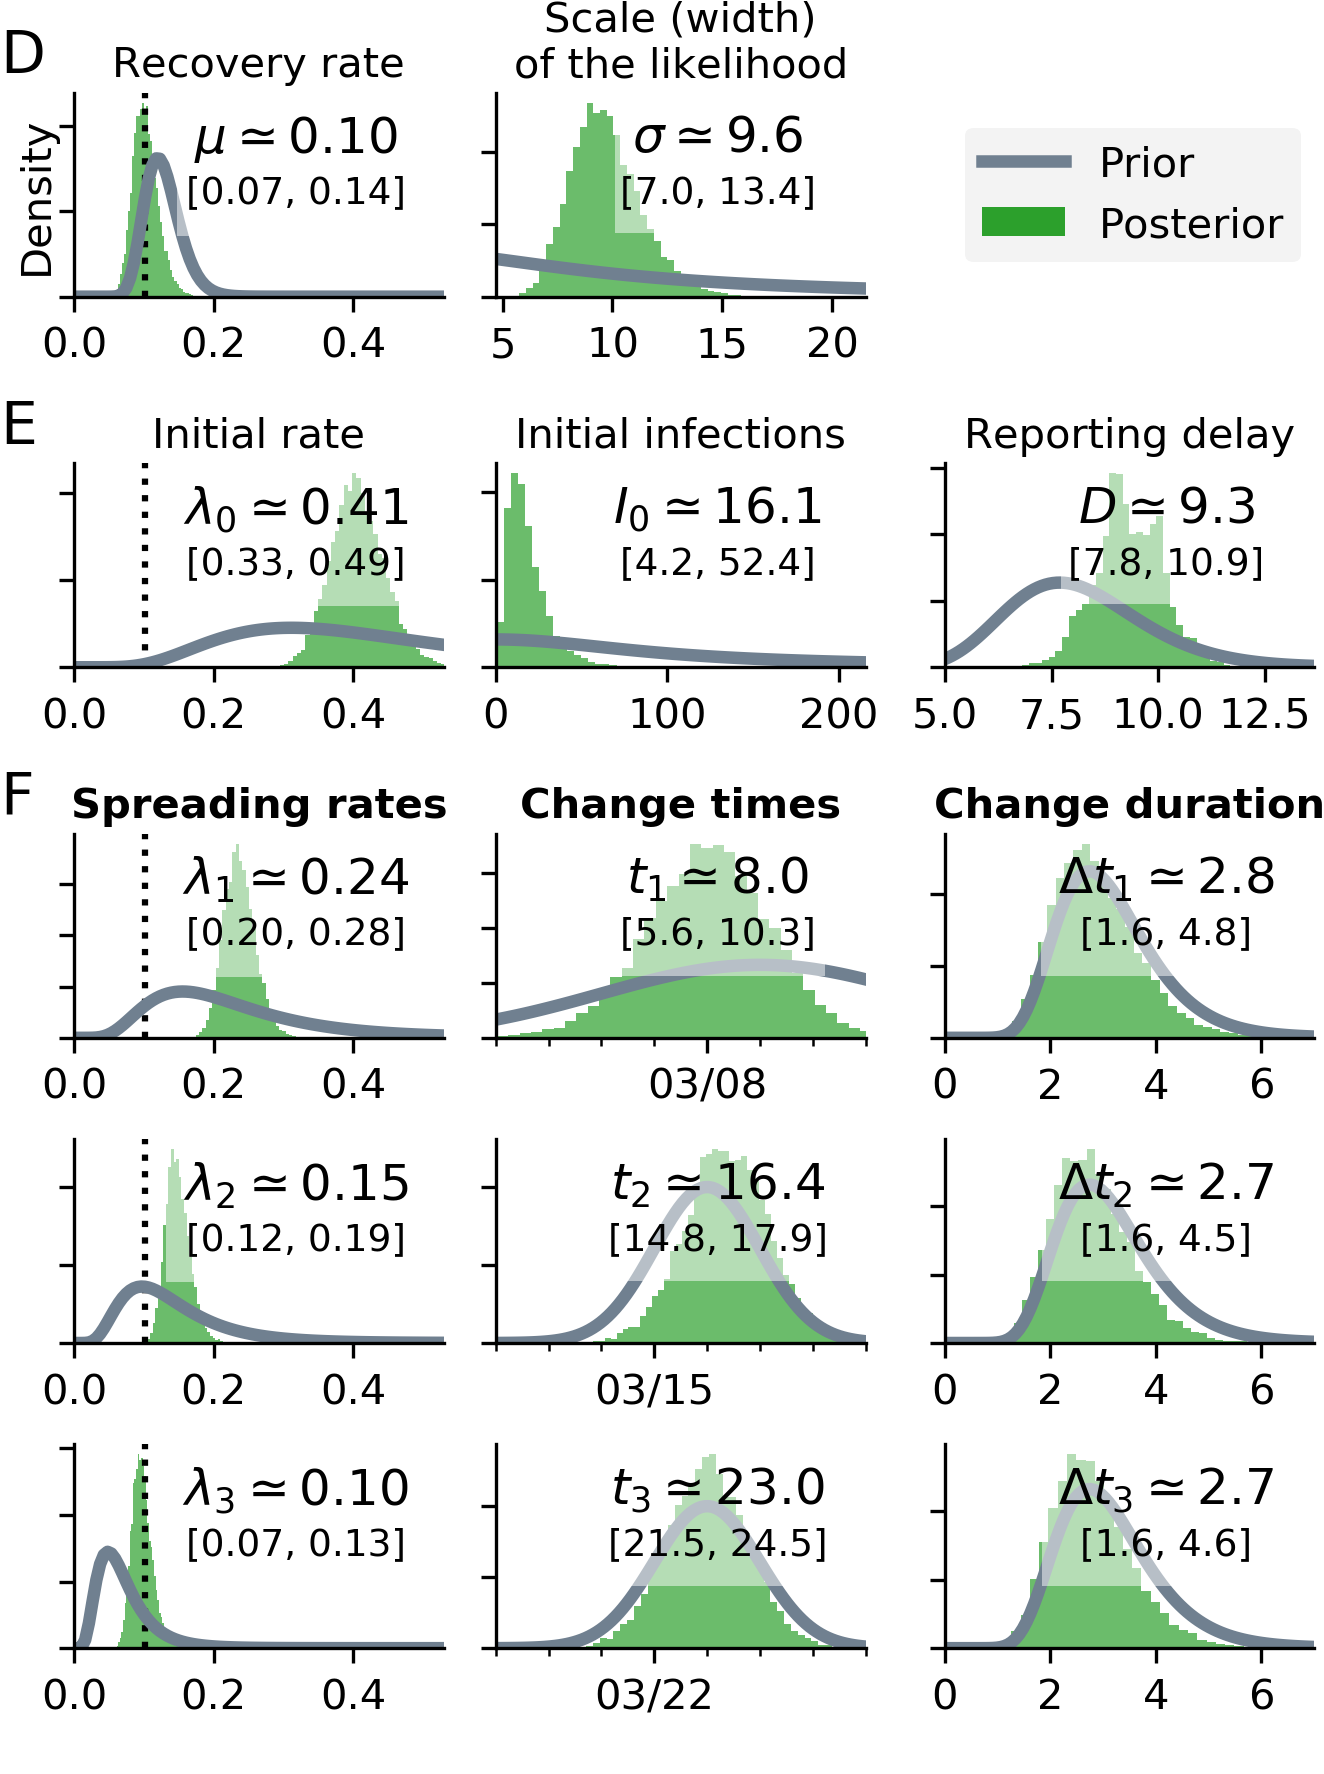 D
Recovery rate
Scale (width)
of the likelihood
Density
μ ≃ 0.10
[0.07, 0.14]
σ ≃ 9.6
[7.0, 13.4]
Prior
Posterior
0.0 0.2 0.4
5 10 15 20
E
Initial rate
Initial infections
Reporting delay
λ0 ≃ 0.41
[0.33, 0.49]
I0 ≃ 16.1
[4.2, 52.4]
D ≃ 9.3
[7.8, 10.9]
0.0 0.2 0.4
0 100 200
5.0 7.5 10.0 12.5
F
Spreading rates
Change times
Change duration
λ1 ≃ 0.24
[0.20, 0.28]
t1 ≃ 8.0
[5.6, 10.3]
Δt1 ≃ 2.8
[1.6, 4.8]
0.0 0.2 0.4
03/08
0 2 4 6
λ2 ≃ 0.15
[0.12, 0.19]
t2 ≃ 16.4
[14.8, 17.9]
Δt2 ≃ 2.7
[1.6, 4.5]
0.0 0.2 0.4
03/15
0 2 4 6
λ3 ≃ 0.10
[0.07, 0.13]
t3 ≃ 23.0
[21.5, 24.5]
Δt3 ≃ 2.7
[1.6, 4.6]
0.0 0.2 0.4
03/22
0 2 4 6